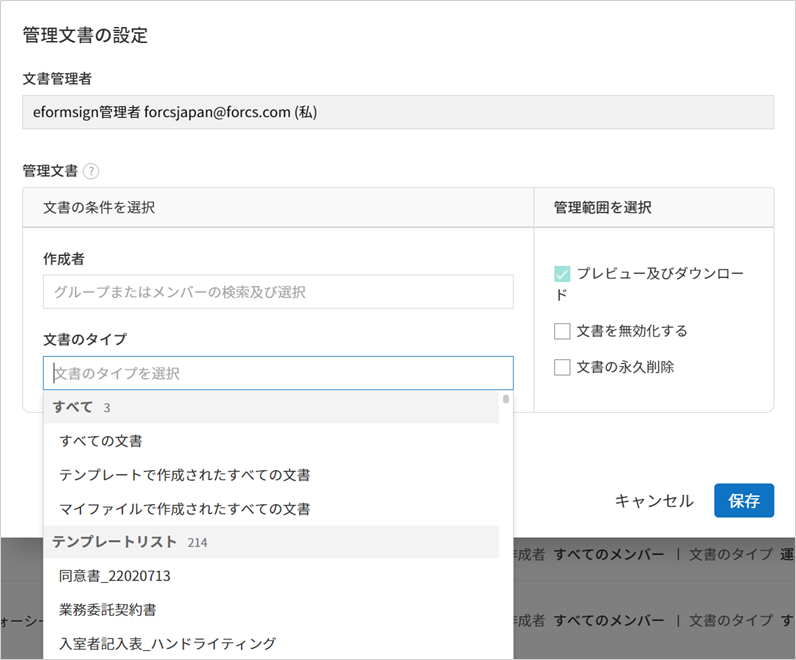 管理文書の設定
文書管理者
eformsign管理者 forcsjapan@forcs.com (私)
管理文書 ?
文書の条件を選択
管理範囲を選択
作成者
グループまたはメンバーの検索及び選択
文書のタイプ
文書のタイプを選択
プレビュー及びダウンロー
ド
文書を無効化する
文書の永久削除
すべて 3
すべての文書
テンプレートで作成されたすべての文書
マイファイルで作成されたすべての文書
テンプレートリスト 214
同意書_22020713
業務委託契約書
入室者記入表_ハンドライティング
キャンセル 保存
作成者 すべてのメンバー | 文書のタイプ 運
ォーシー
作成者 すべてのメンバー | 文書のタイプ す